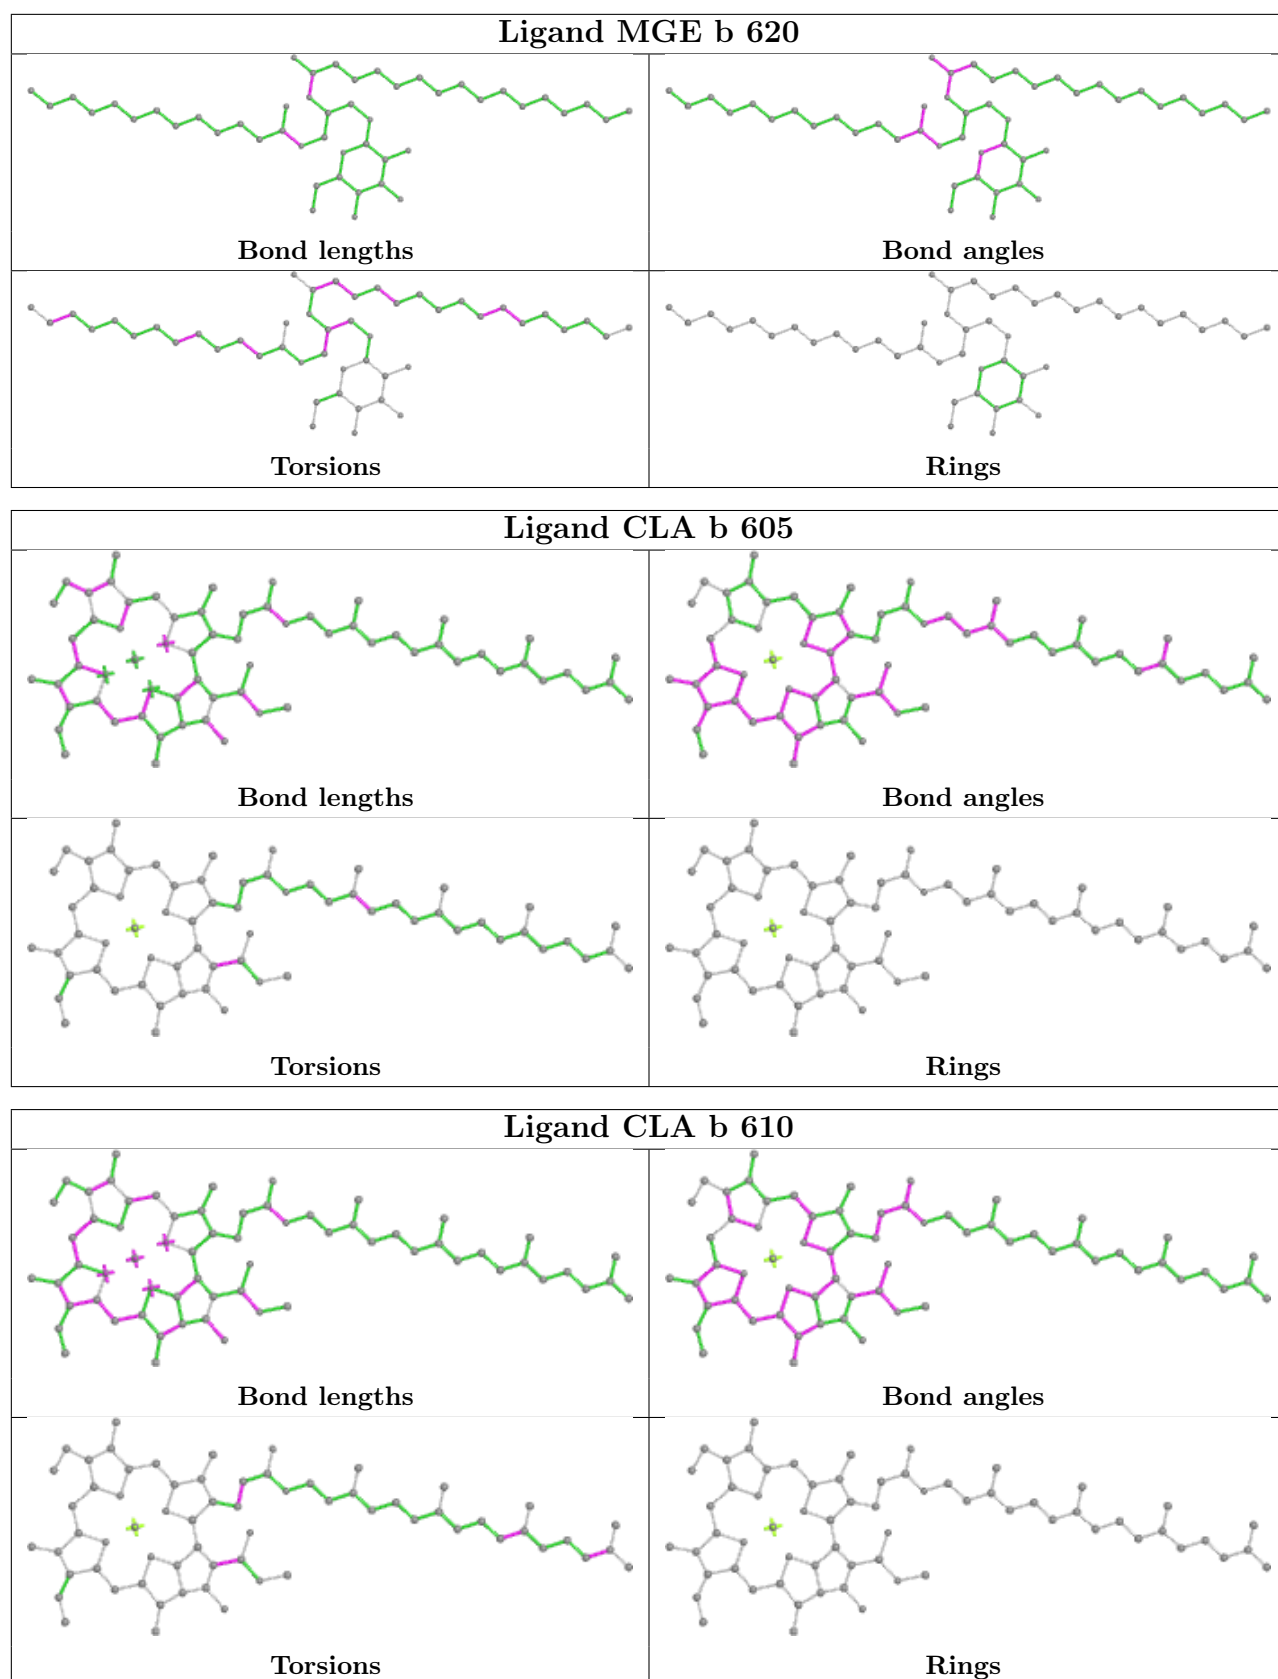 Ligand MGE b 620
Bond lengths
Bond angles
Torsions
Rings
Ligand CLA b 605
Bond lengths
Bond angles
Torsions
Rings
Ligand CLA b 610
Bond lengths
Bond angles
Torsions
Rings